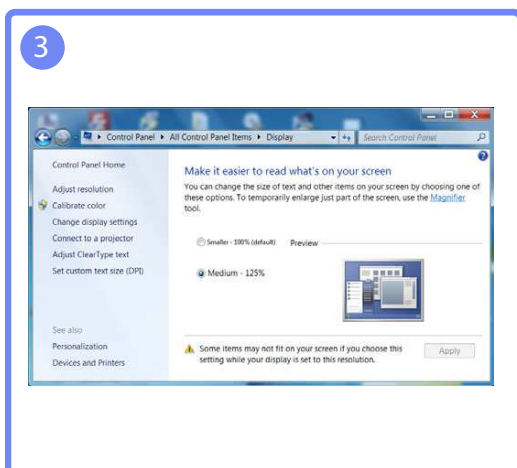 3
Control Panel ▸ All Control Panel Items ▸ Display
Search Control Panel
Control Panel Home
Adjust resolution
Calibrate color
Change display settings
Connect to a projector
Adjust ClearType text
Set custom text size (DPI)
See also
Personalization
Devices and Printers
Make it easier to read what's on your screen
You can change the size of text and other items on your screen by choosing one of
these options. To temporarily enlarge just part of the screen, use the Magnifier
tool.
Smaller - 100% (default)
Preview
Medium - 125%
Some items may not fit on your screen if you choose this
setting while your display is set to this resolution.
Apply